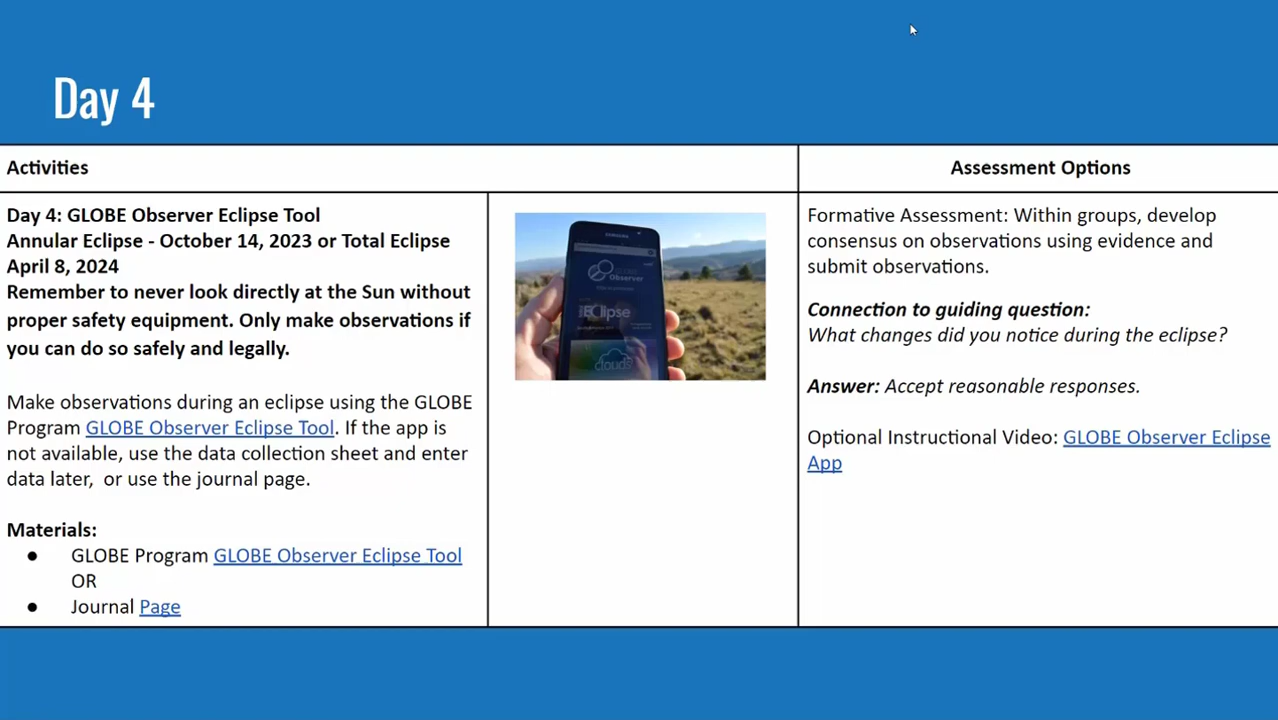 Day 4
Activities
Assessment Options
Day 4: GLOBE Observer Eclipse Tool
Annular Eclipse - October 14, 2023 or Total Eclipse
April 8, 2024
Remember to never look directly at the Sun without
proper safety equipment. Only make observations if
you can do so safely and legally.
Make observations during an eclipse using the GLOBE
Program GLOBE Observer Eclipse Tool. If the app is
not available, use the data collection sheet and enter
data later,  or use the journal page.
Materials:
● GLOBE Program GLOBE Observer Eclipse Tool
OR
● Journal Page
SAMSUNG
GLOBE
Observer
Eclipse
clouds
Formative Assessment: Within groups, develop
consensus on observations using evidence and
submit observations.
Connection to guiding question:
What changes did you notice during the eclipse?
Answer: Accept reasonable responses.
Optional Instructional Video: GLOBE Observer Eclipse
App